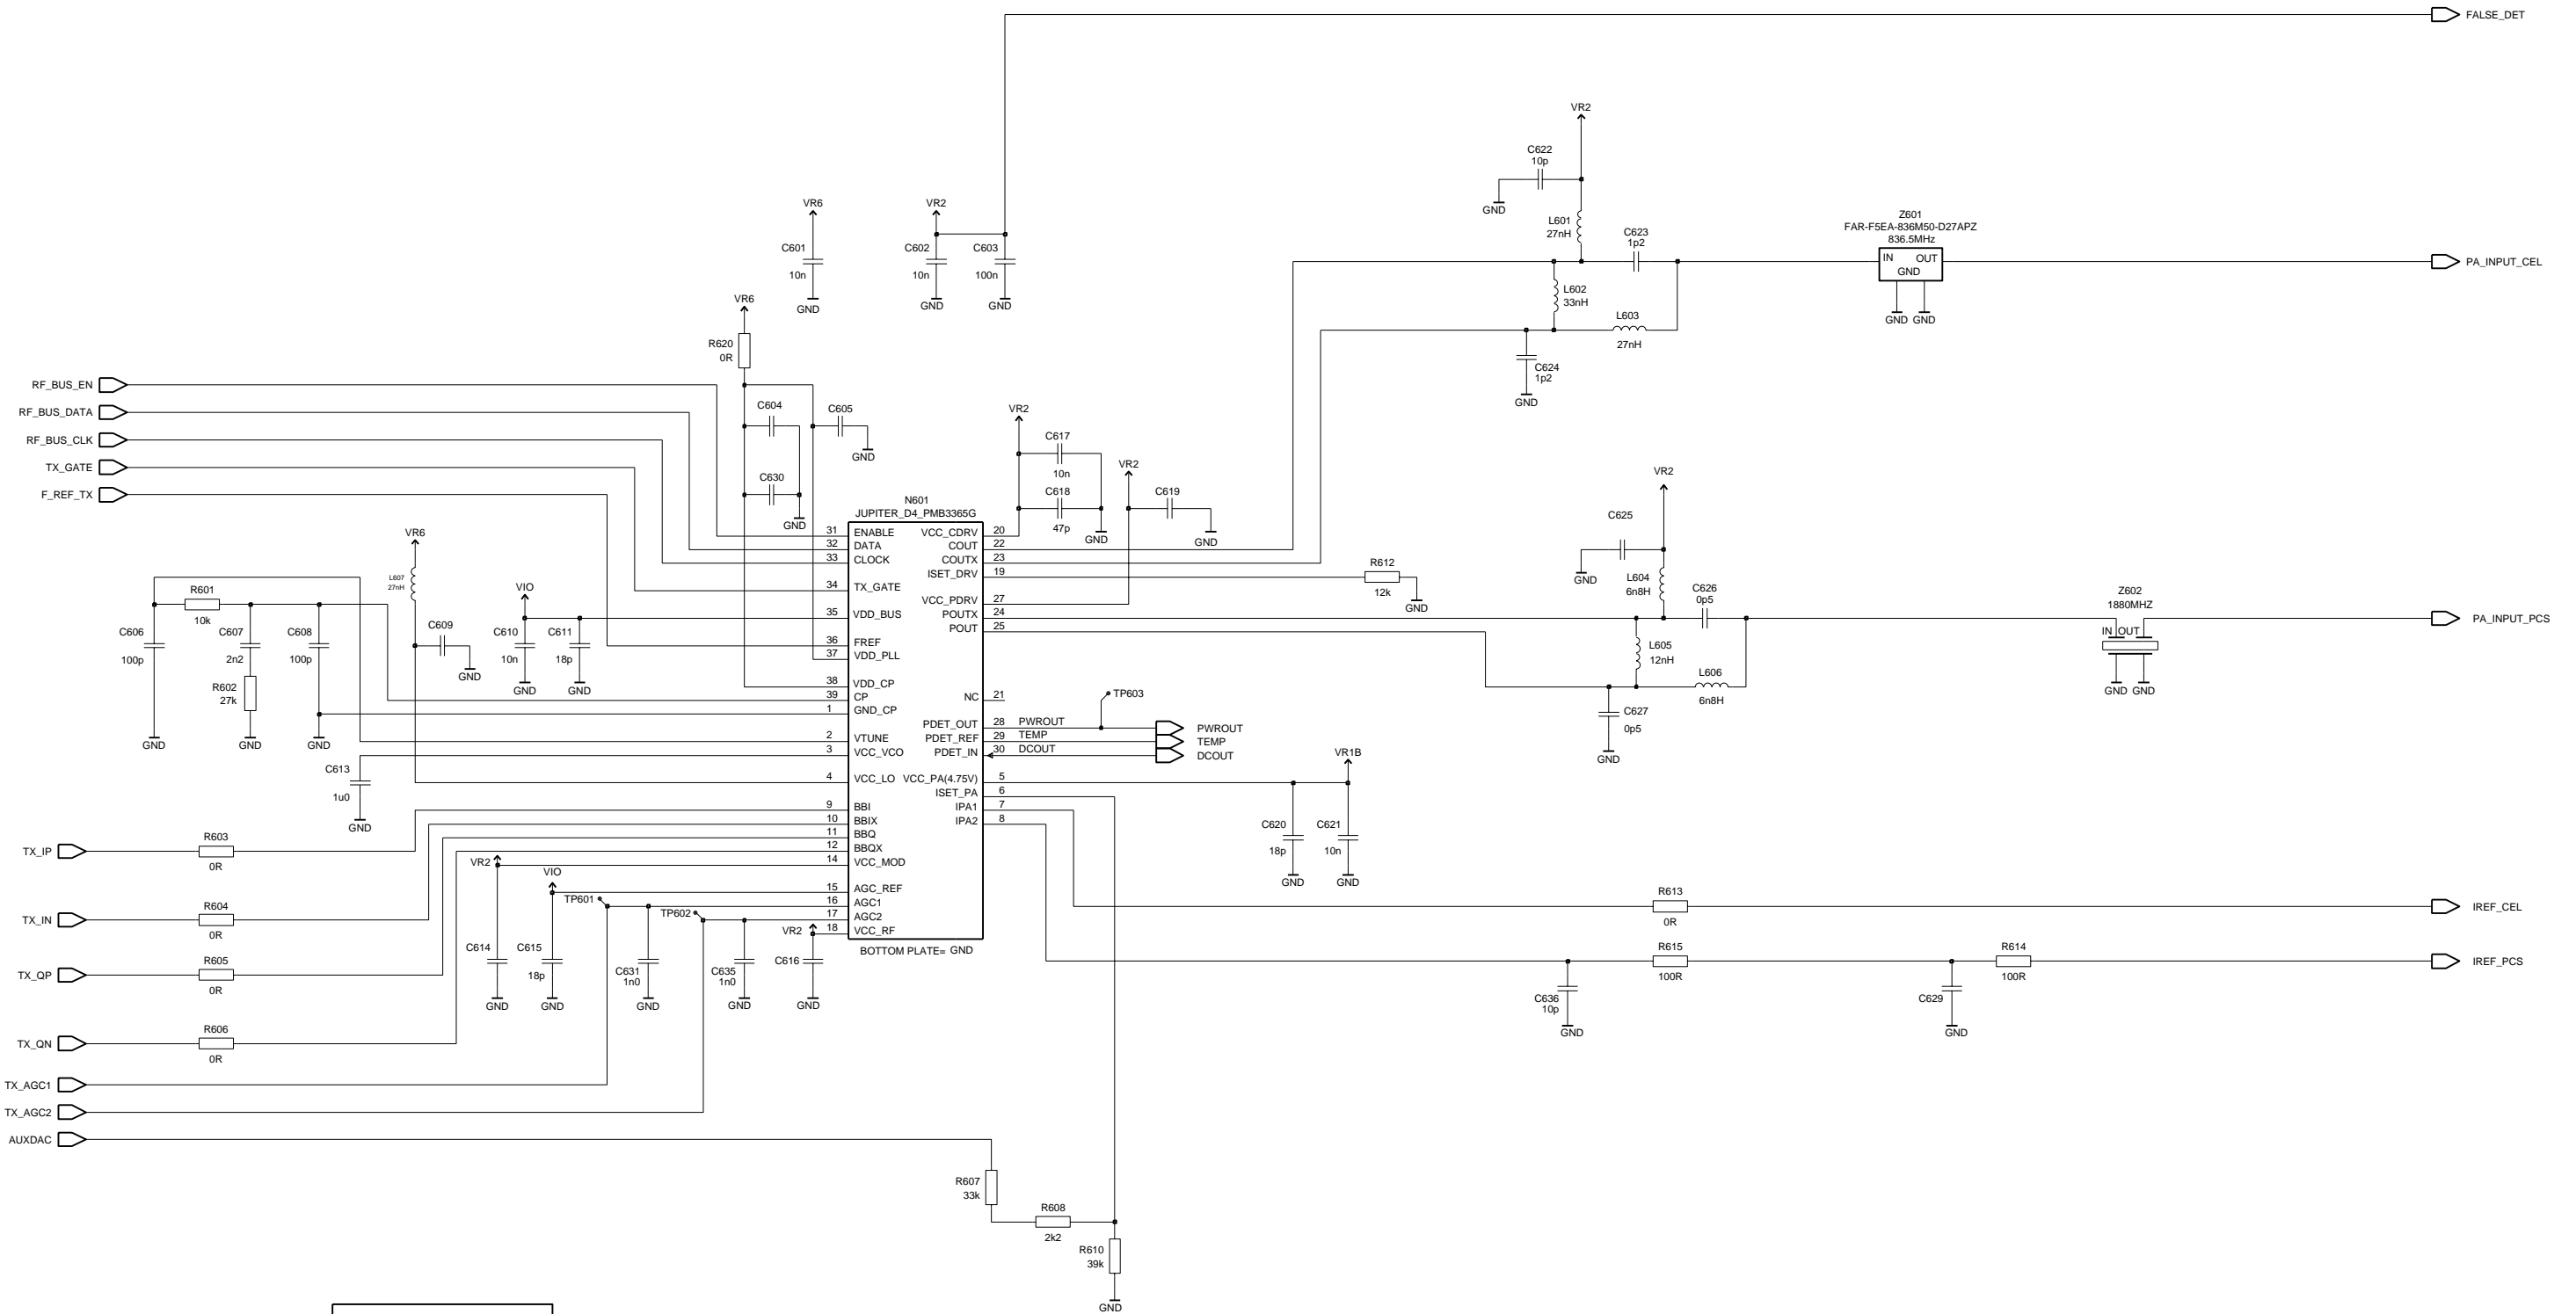 FALSE_DET
VR2
C622
10p
GND
L601
27nH
C623
1p2
Z601
FAR-F5EA-836M50-D27APZ
836.5MHz
IN OUT
GND
GND GND
PA_INPUT_CEL
L602
33nH
L603
27nH
C624
1p2
GND
VR6
C601
10n
GND
VR2
C602
10n
GND
C603
100n
GND
VR6
R620
0R
C604
C605
GND
C630
GND
RF_BUS_EN
RF_BUS_DATA
RF_BUS_CLK
TX_GATE
F_REF_TX
VR2
C617
10n
C618
47p
GND
VR2
C619
GND
N601
JUPITER_D4_PMB3365G
31 ENABLE
32 DATA
33 CLOCK
34 TX_GATE
35 VDD_BUS
36 FREF
37 VDD_PLL
38 VDD_CP
39 CP
1 GND_CP
2 VTUNE
3 VCC_VCO
4 VCC_LO
9 BBI
10 BBIX
11 BBQ
12 BBQX
14 VCC_MOD
15 AGC_REF
16 AGC1
17 AGC2
18 VCC_RF
VCC_CDRV 20
COUT 22
COUTX 23
ISET_DRV 19
VCC_PDRV 27
POUTX 24
POUT 25
NC 21
PDET_OUT 28 PWROUT
PDET_REF 29 TEMP
PDET_IN 30 DCOUT
VCC_PA(4.75V) 5
ISET_PA 6
IPA1 7
IPA2 8
BOTTOM PLATE= GND
TP603
PWROUT
TEMP
DCOUT
R612
12k
GND
VR2
C625
GND
L604
6n8H
C626
0p5
Z602
1880MHZ
IN OUT
GND GND
PA_INPUT_PCS
L605
12nH
L606
6n8H
C627
0p5
GND
VR6
L607
27nH
C609
GND
VIO
C610
10n
GND
C611
18p
GND
R601
10k
C606
100p
GND
C607
2n2
R602
27k
GND
C608
100p
GND
C613
1u0
GND
VR1B
C620
18p
GND
C621
10n
GND
TX_IP
R603
0R
TX_IN
R604
0R
TX_QP
R605
0R
TX_QN
R606
0R
TX_AGC1
TX_AGC2
AUXDAC
VR2
C614
GND
VIO
C615
18p
GND
TP601
C631
1n0
GND
TP602
C635
1n0
GND
VR2
C616
GND
R613
0R
IREF_CEL
R615
100R
R614
100R
IREF_PCS
C636
10p
GND
C629
GND
R607
33k
R608
2k2
R610
39k
GND